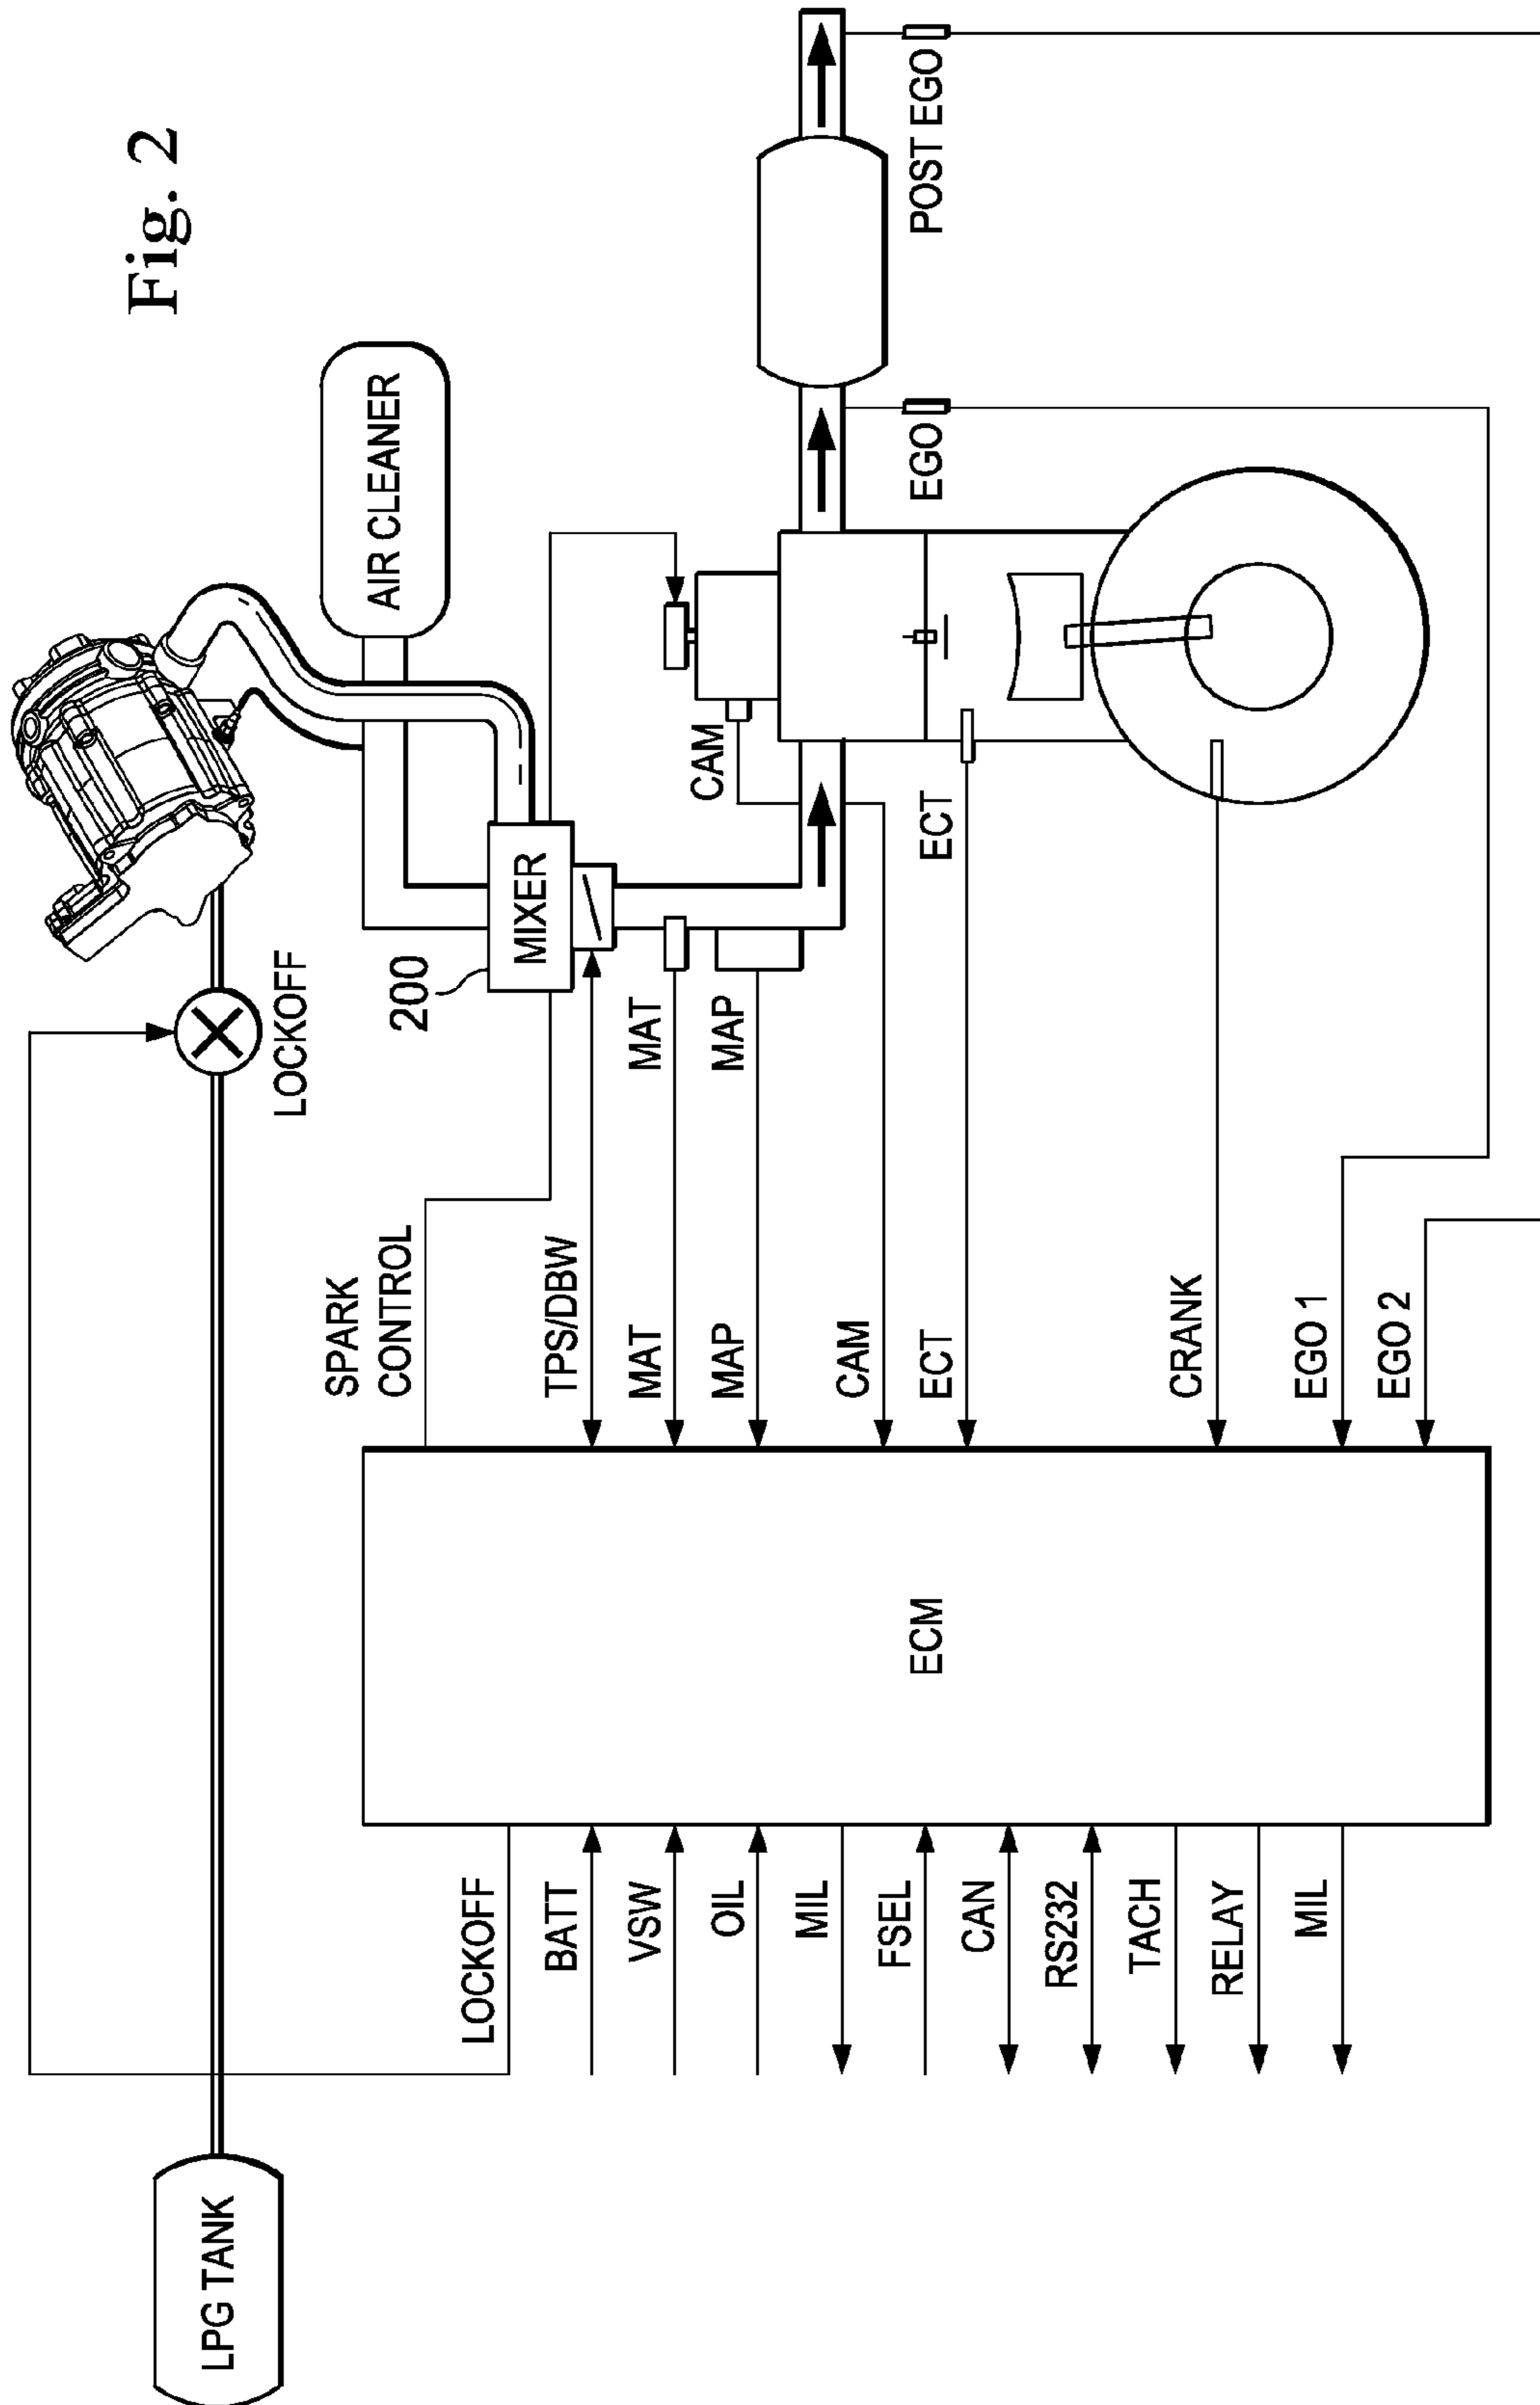 Fig. 2
LPG TANK
LOCKOFF
AIR CLEANER
200
MIXER
SPARK
CONTROL
LOCKOFF
TPS/DBW
BATT
MAT
MAT
VSW
MAP
MAP
OIL
CAM
CAM
MIL
ECT
ECT
FSEL
ECM
EGO
POST EGO
CAN
RS232
TACH
CRANK
RELAY
EGO 1
MIL
EGO 2